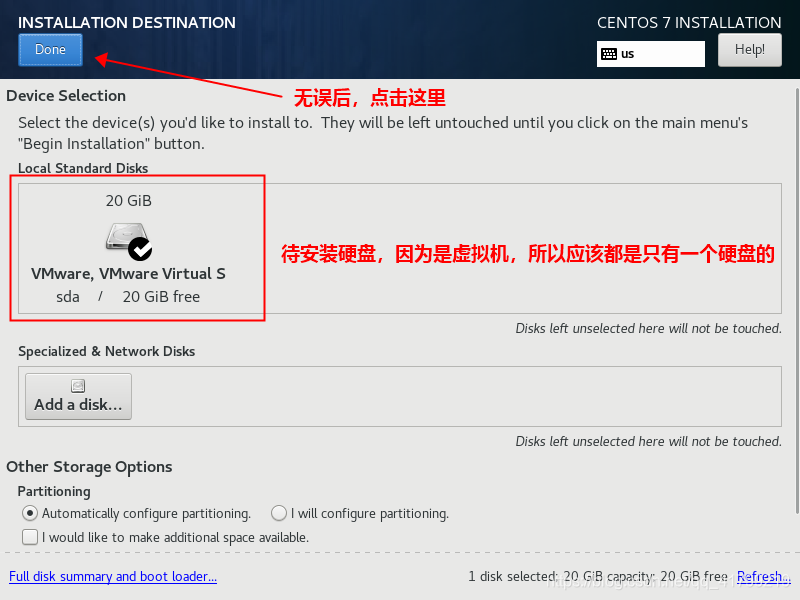 INSTALLATION DESTINATION
CENTOS 7 INSTALLATION
Done
us
Help!
无误后，点击这里
Device Selection
Select the device(s) you'd like to install to.  They will be left untouched until you click on the main menu's
"Begin Installation" button.
Local Standard Disks
20 GiB
VMware, VMware Virtual S
sda / 20 GiB free
待安装硬盘，因为是虚拟机，所以应该都是只有一个硬盘的
Disks left unselected here will not be touched.
Specialized & Network Disks
Add a disk...
Disks left unselected here will not be touched.
Other Storage Options
Partitioning
Automatically configure partitioning.
I will configure partitioning.
I would like to make additional space available.
Full disk summary and boot loader...
1 disk selected; 20 GiB capacity; 20 GiB free
Refresh...